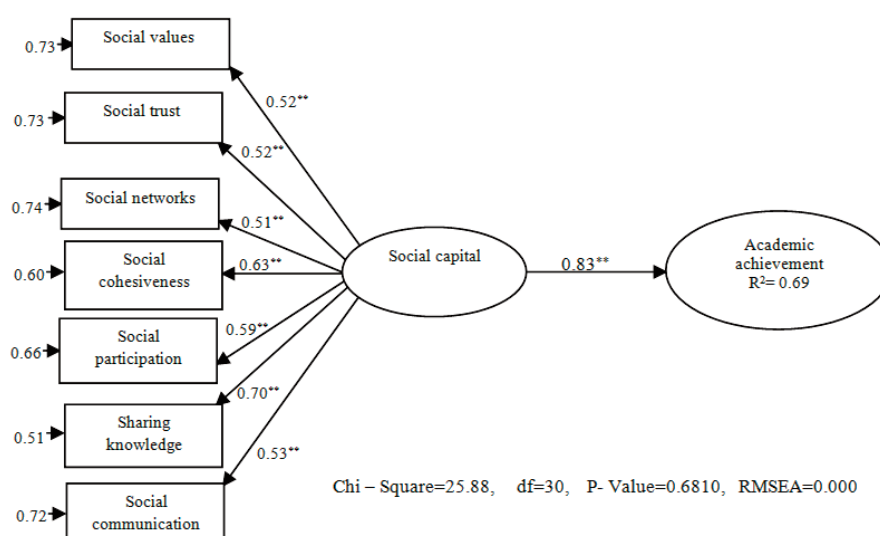 Social values
0.73
0.52**
Social trust
0.73
0.52**
Social networks
0.74
0.51**
Social
cohesiveness
0.60
0.63**
Social capital
0.83**
Academic
achievement
R²= 0.69
Social
participation
0.66
0.59**
Sharing
knowledge
0.51
0.70**
Social
communication
0.72
0.53**
Chi – Square=25.88, df=30, P- Value=0.6810, RMSEA=0.000